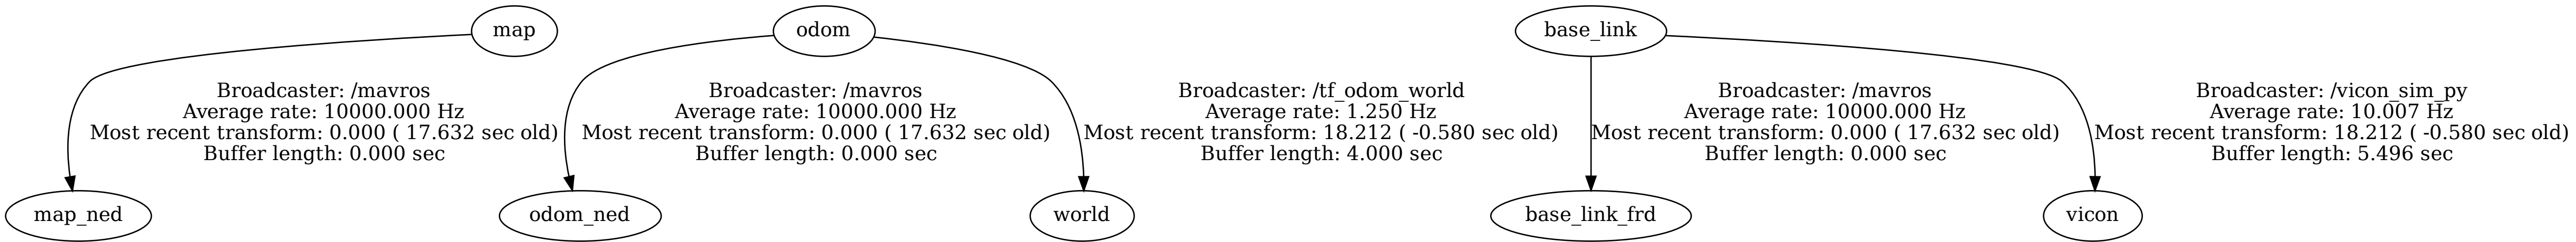 map
odom
base_link
Broadcaster: /mavros
Average rate: 10000.000 Hz
Most recent transform: 0.000 ( 17.632 sec old)
Buffer length: 0.000 sec
Broadcaster: /mavros
Average rate: 10000.000 Hz
Most recent transform: 0.000 ( 17.632 sec old)
Buffer length: 0.000 sec
Broadcaster: /tf_odom_world
Average rate: 1.250 Hz
Most recent transform: 18.212 ( -0.580 sec old)
Buffer length: 4.000 sec
Broadcaster: /mavros
Average rate: 10000.000 Hz
Most recent transform: 0.000 ( 17.632 sec old)
Buffer length: 0.000 sec
Broadcaster: /vicon_sim_py
Average rate: 10.007 Hz
Most recent transform: 18.212 ( -0.580 sec old)
Buffer length: 5.496 sec
map_ned
odom_ned
world
base_link_frd
vicon